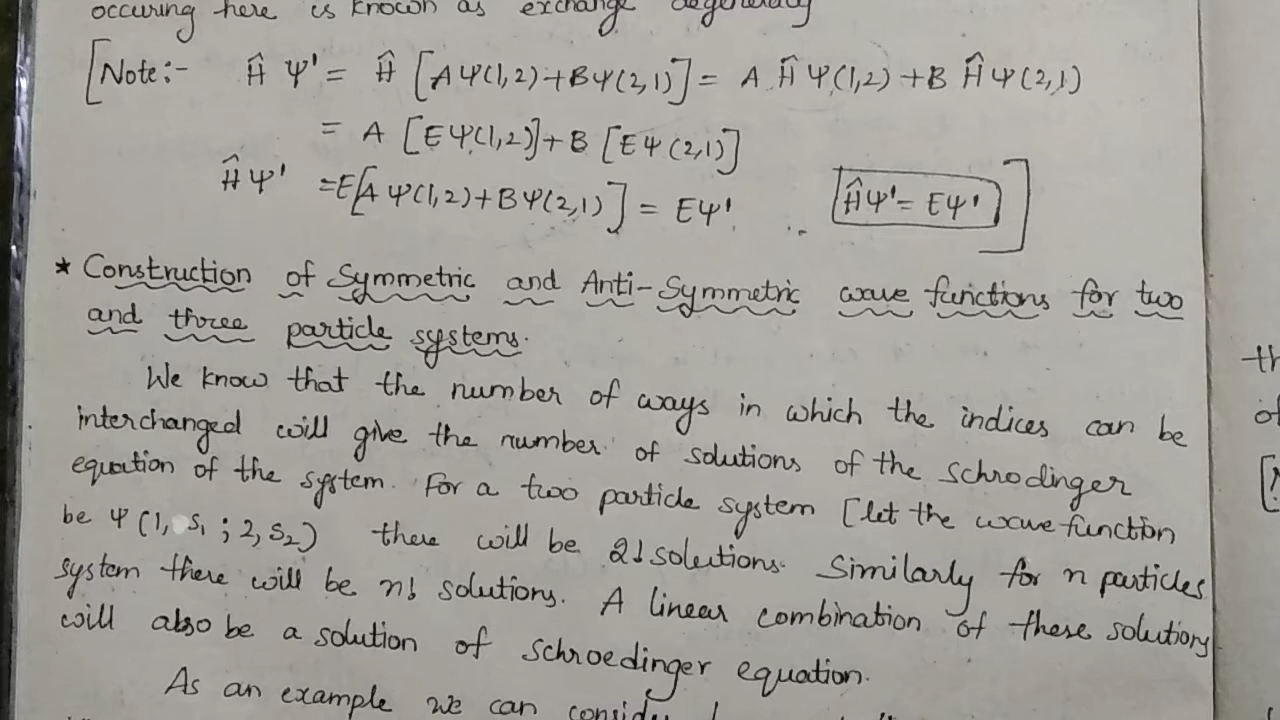 occuring here is known as exchange degeneracy
[Note:- Ĥ Ψ' = Ĥ [AΨ(1,2)+BΨ(2,1)] = A Ĥ Ψ(1,2) + B Ĥ Ψ(2,1)
= A [EΨ(1,2)] + B [EΨ(2,1)]
Ĥ Ψ' = E[A Ψ(1,2)+BΨ(2,1)] = EΨ' ∴ ĤΨ' = EΨ' ]
* Construction of Symmetric and Anti-Symmetric wave functions for two
and three particle systems.
We know that the number of ways in which the indices can be
interchanged will give the number of solutions of the schrodinger
equation of the system. For a two particle system [let the wave function
be Ψ(1, S₁ ; 2, S₂) there will be 2! solutions. Similarly for n particles
system there will be n! solutions. A linear combination of these solutions
will also be a solution of schroedinger equation.
As an example we can consider
th
of
[